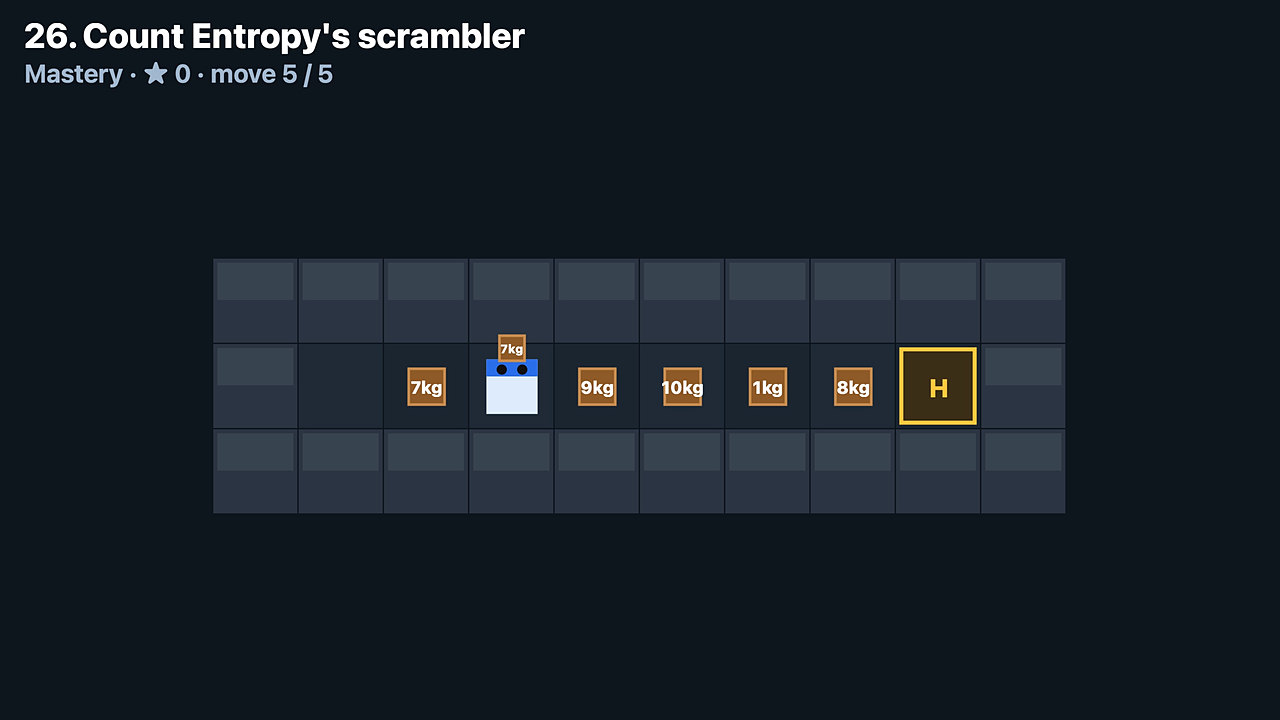 26. Count Entropy's scrambler
Mastery · ★ 0 · move 5 / 5
7kg
7kg 9kg 10kg 1kg 8kg H